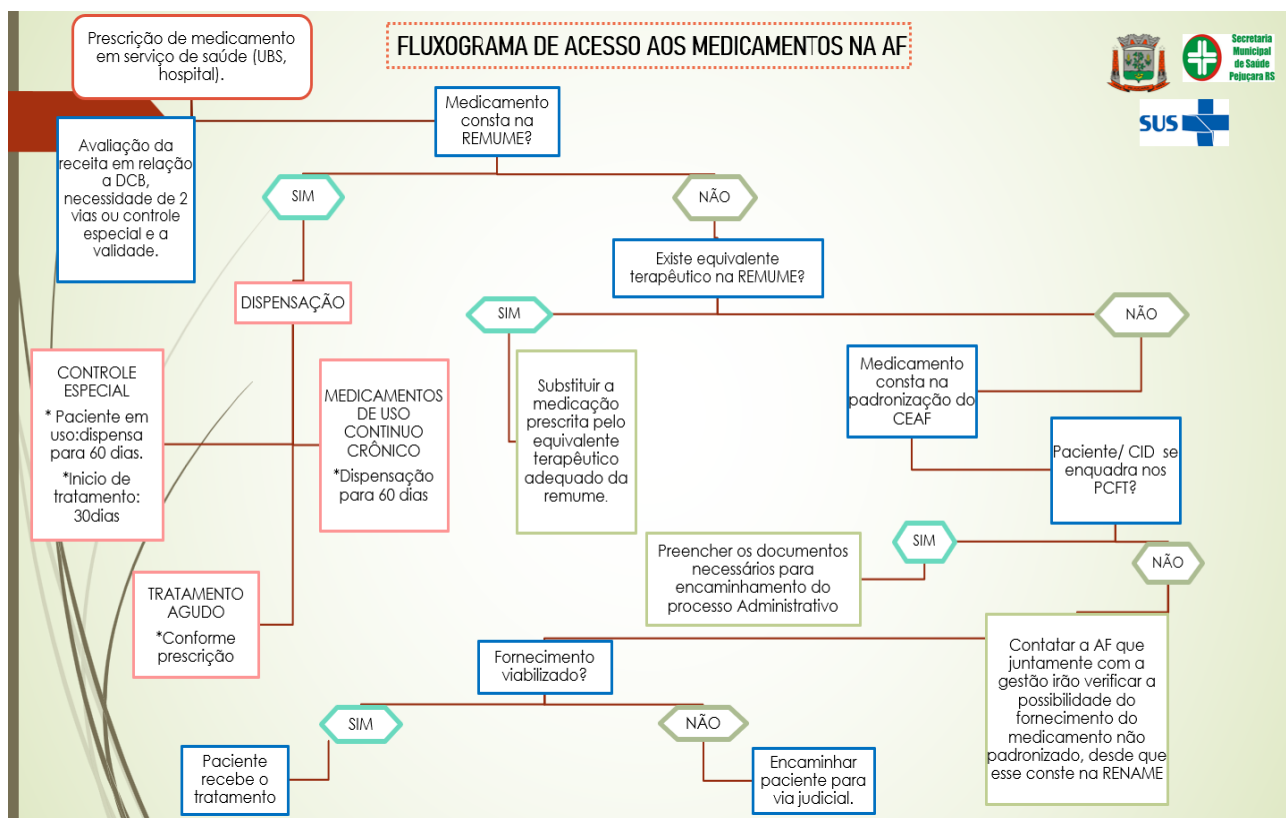 Prescrição de medicamento
em serviço de saúde (UBS,
hospital).
FLUXOGRAMA DE ACESSO AOS MEDICAMENTOS NA AF
Secretaria
Municipal
de Saúde
Pejuçara RS
SUS
Medicamento
consta na
REMUME?
Avaliação da
receita em relação
a DCB,
necessidade de 2
vias ou controle
especial e a
validade.
SIM
NÃO
Existe equivalente
terapêutico na REMUME?
DISPENSAÇÃO
SIM
NÃO
CONTROLE
ESPECIAL
* Paciente em
uso:dispensa
para 60 dias.
*Inicio de
tratamento:
30dias
MEDICAMENTOS
DE USO
CONTINUO
CRÔNICO
*Dispensação
para 60 dias
Substituir a
medicação
prescrita pelo
equivalente
terapêutico
adequado da
remume.
Medicamento
consta na
padronização do
CEAF
Paciente/ CID se
enquadra nos
PCFT?
SIM
NÃO
Preencher os documentos
necessários para
encaminhamento do
processo Administrativo
TRATAMENTO
AGUDO
*Conforme
prescrição
Contatar a AF que
juntamente com a
gestão irão verificar a
possibilidade do
fornecimento do
medicamento não
padronizado, desde que
esse conste na RENAME
Fornecimento
viabilizado?
SIM
NÃO
Paciente
recebe o
tratamento
Encaminhar
paciente para
via judicial.